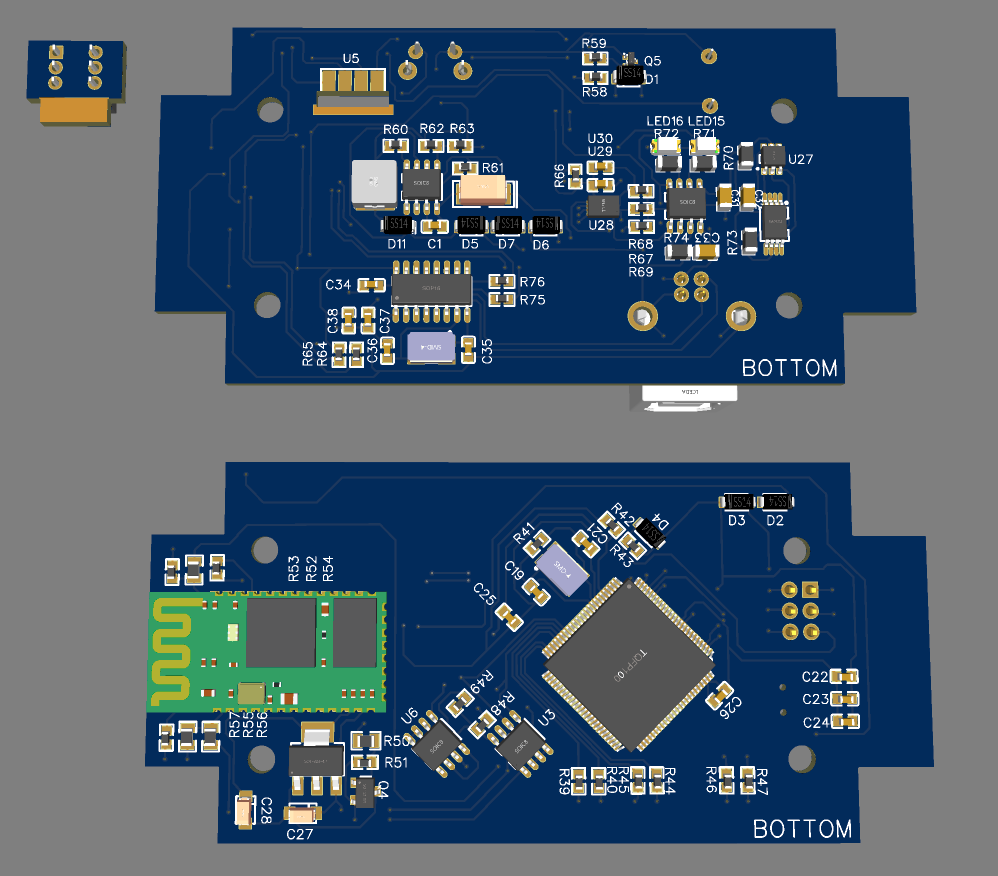 U5
R59
Q5
SS14
D1
R58
LED16
LED15
R60
R62
R63
U30
R72
R71
U29
R70
U27
R61
R66
SOIC8
SOIC8
SS14
SS14
SS14
SS14
U28
D11
C1
D5
D7
D6
R68
R74
C33
R73
R67
R69
C34
R76
R75
C38
C37
R65
R64
C36
C35
BOTTOM
LCEDA
R42
D4
SS14
SS14
D3
D2
R41
C21
R43
R53
R52
R54
C19
C25
TQFP100
R49
C22
R48
C26
C23
R57
R55
R56
U6
U3
C24
R50
SOIC8
SOIC8
R51
Q4
R39
R40
R45
R44
R46
R47
C28
C27
BOTTOM